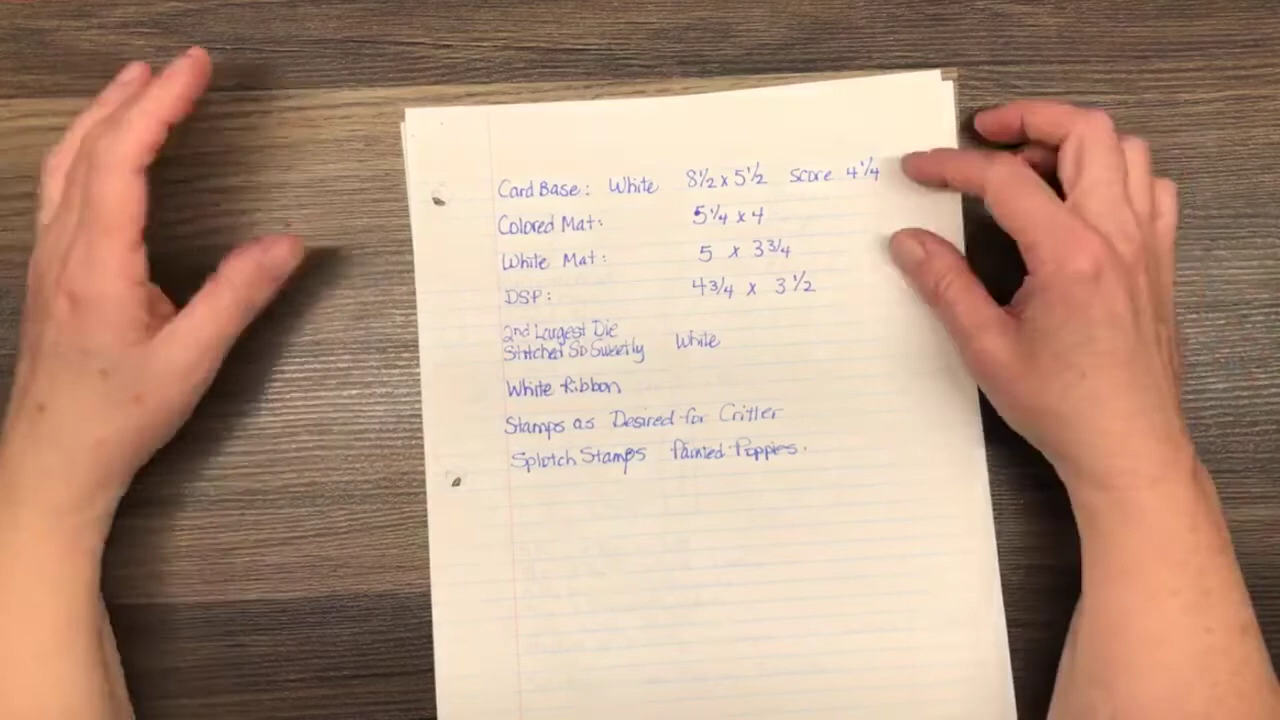 Card Base: White 8½ x 5½ score 4¼
Colored Mat: 5¼ x 4
White Mat: 5 x 3¾
DSP: 4¾ x 3½
2nd Largest Die
Stitched So Sweetly White
White Ribbon
Stamps as Desired for Critter
Splotch Stamps Painted Poppies.